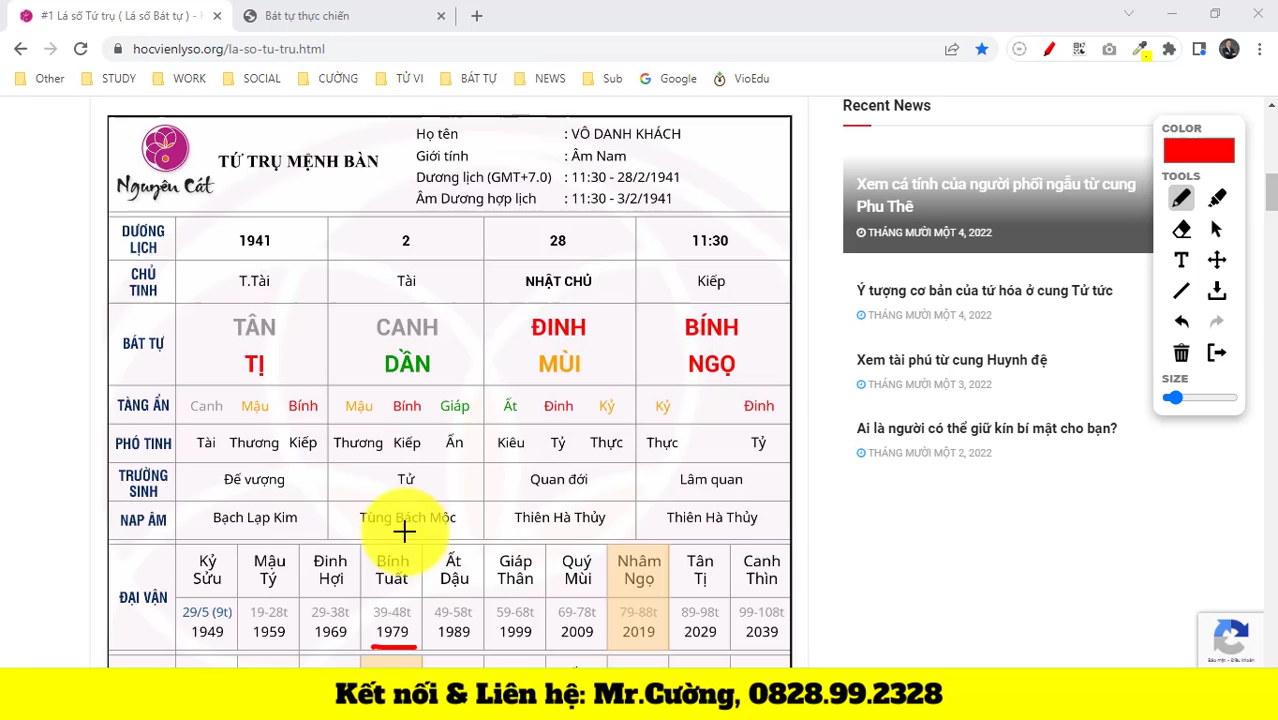 #1 Lá số Tứ trụ ( Lá số Bát tự ) - H
Bát tự thực chiến
hocvienlyso.org/la-so-tu-tru.html
Other STUDY WORK SOCIAL CƯỜNG TỬ VI BÁT TỰ NEWS Sub Google VioEdu
Nguyên Cát
TỨ TRỤ MỆNH BÀN
Họ tên : VÔ DANH KHÁCH
Giới tính : Âm Nam
Dương lịch (GMT+7.0) : 11:30 - 28/2/1941
Âm Dương hợp lịch : 11:30 - 3/2/1941
DƯƠNG LỊCH 1941 2 28 11:30
CHỦ TINH T.Tài Tài NHẬT CHỦ Kiếp
BÁT TỰ
TÂN CANH ĐINH BÍNH
TỊ DẦN MÙI NGỌ
TÀNG ẨN Canh Mậu Bính Mậu Bính Giáp Ất Đinh Kỷ Kỷ Đinh
PHÓ TINH Tài Thương Kiếp Thương Kiếp Ấn Kiêu Tỷ Thực Thực Tỷ
TRƯỜNG SINH Đế vượng Tử Quan đới Lâm quan
NẠP ÂM Bạch Lạp Kim Tùng Bách Mộc Thiên Hà Thủy Thiên Hà Thủy
ĐẠI VẬN
Kỷ Mậu Đinh Bính Ất Giáp Quý Nhâm Tân Canh
Sửu Tý Hợi Tuất Dậu Thân Mùi Ngọ Tị Thìn
29/5 (9t) 19-28t 29-38t 39-48t 49-58t 59-68t 69-78t 79-88t 89-98t 99-108t
1949 1959 1969 1979 1989 1999 2009 2019 2029 2039
Recent News
Xem cá tính của người phối ngẫu từ cung
Phu Thê
THÁNG MƯỜI MỘT 4, 2022
Ý tượng cơ bản của tứ hóa ở cung Tử tức
THÁNG MƯỜI MỘT 4, 2022
Xem tài phú từ cung Huynh đệ
THÁNG MƯỜI MỘT 3, 2022
Ai là người có thể giữ kín bí mật cho bạn?
THÁNG MƯỜI MỘT 2, 2022
COLOR
TOOLS
T
SIZE
Kết nối & Liên hệ: Mr.Cường, 0828.99.2328